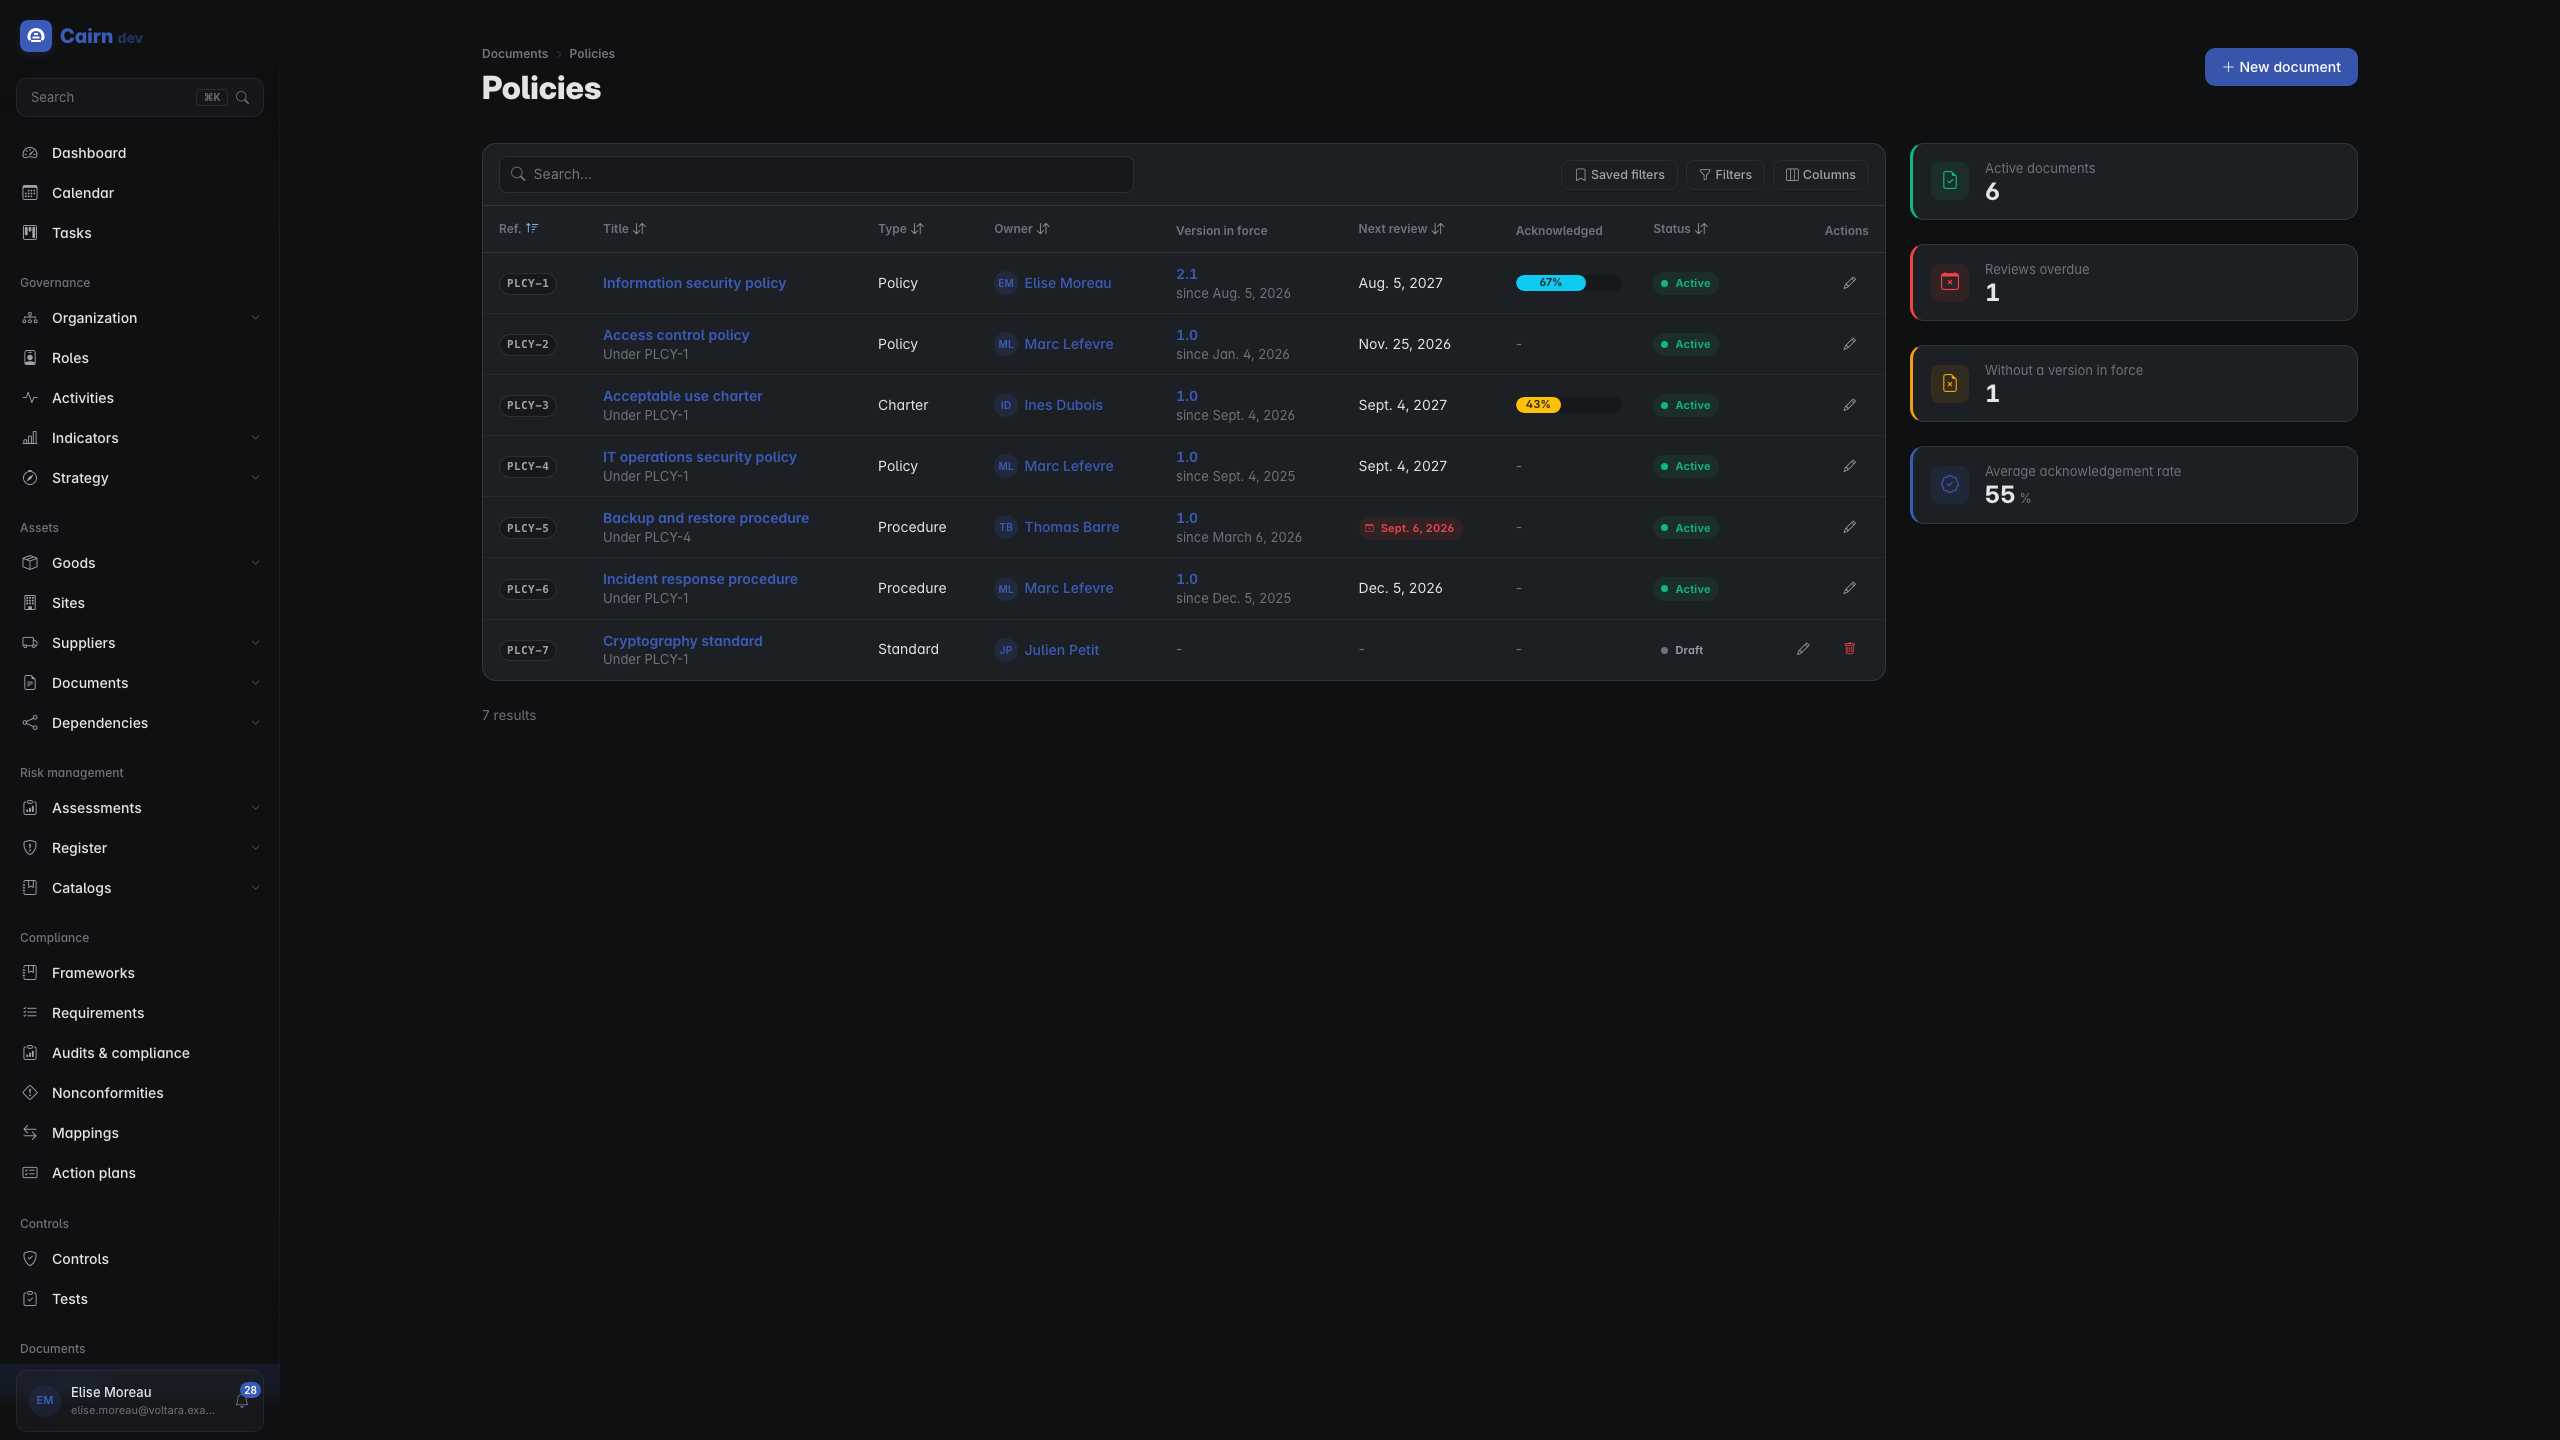 Cairn dev
Search ⌘K
Dashboard
Calendar
Tasks
Governance
Organization
Roles
Activities
Indicators
Strategy
Assets
Goods
Sites
Suppliers
Documents
Dependencies
Risk management
Assessments
Register
Catalogs
Compliance
Frameworks
Requirements
Audits & compliance
Nonconformities
Mappings
Action plans
Controls
Controls
Tests
Documents
EM Elise Moreau 28
elise.moreau@voltara.exa...
Documents > Policies
Policies
+ New document
Search... Saved filters Filters Columns
Ref. Title Type Owner Version in force Next review Acknowledged Status Actions
PLCY-1 Information security policy Policy EM Elise Moreau 2.1 Aug. 5, 2027 67% Active
since Aug. 5, 2026
PLCY-2 Access control policy Policy ML Marc Lefevre 1.0 Nov. 25, 2026 - Active
Under PLCY-1 since Jan. 4, 2026
PLCY-3 Acceptable use charter Charter ID Ines Dubois 1.0 Sept. 4, 2027 43% Active
Under PLCY-1 since Sept. 4, 2026
PLCY-4 IT operations security policy Policy ML Marc Lefevre 1.0 Sept. 4, 2027 - Active
Under PLCY-1 since Sept. 4, 2025
PLCY-5 Backup and restore procedure Procedure TB Thomas Barre 1.0 Sept. 6, 2026 - Active
Under PLCY-4 since March 6, 2026
PLCY-6 Incident response procedure Procedure ML Marc Lefevre 1.0 Dec. 5, 2026 - Active
Under PLCY-1 since Dec. 5, 2025
PLCY-7 Cryptography standard Standard JP Julien Petit - - - Draft
Under PLCY-1
7 results
Active documents
6
Reviews overdue
1
Without a version in force
1
Average acknowledgement rate
55 %